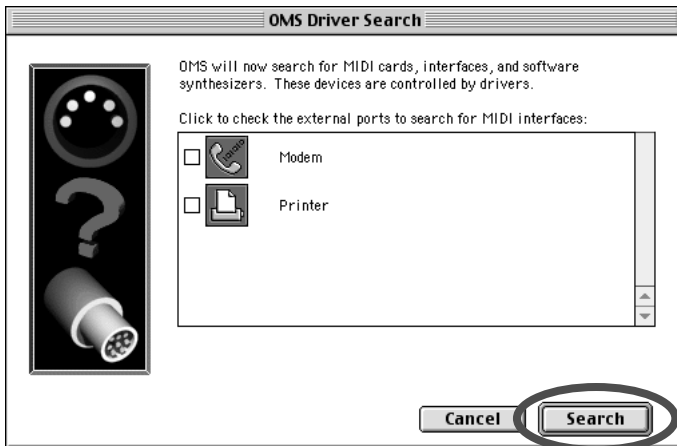 OMS Driver Search
OMS will now search for MIDI cards, interfaces, and software
synthesizers. These devices are controlled by drivers.
Click to check the external ports to search for MIDI interfaces:
Modem
Printer
Cancel
Search